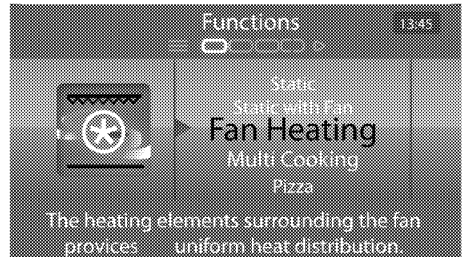 Functions
13:45
Static
Static with Fan
Fan Heating
Multi Cooking
Pizza
The heating elements surrounding the fan
provices uniform heat distribution.